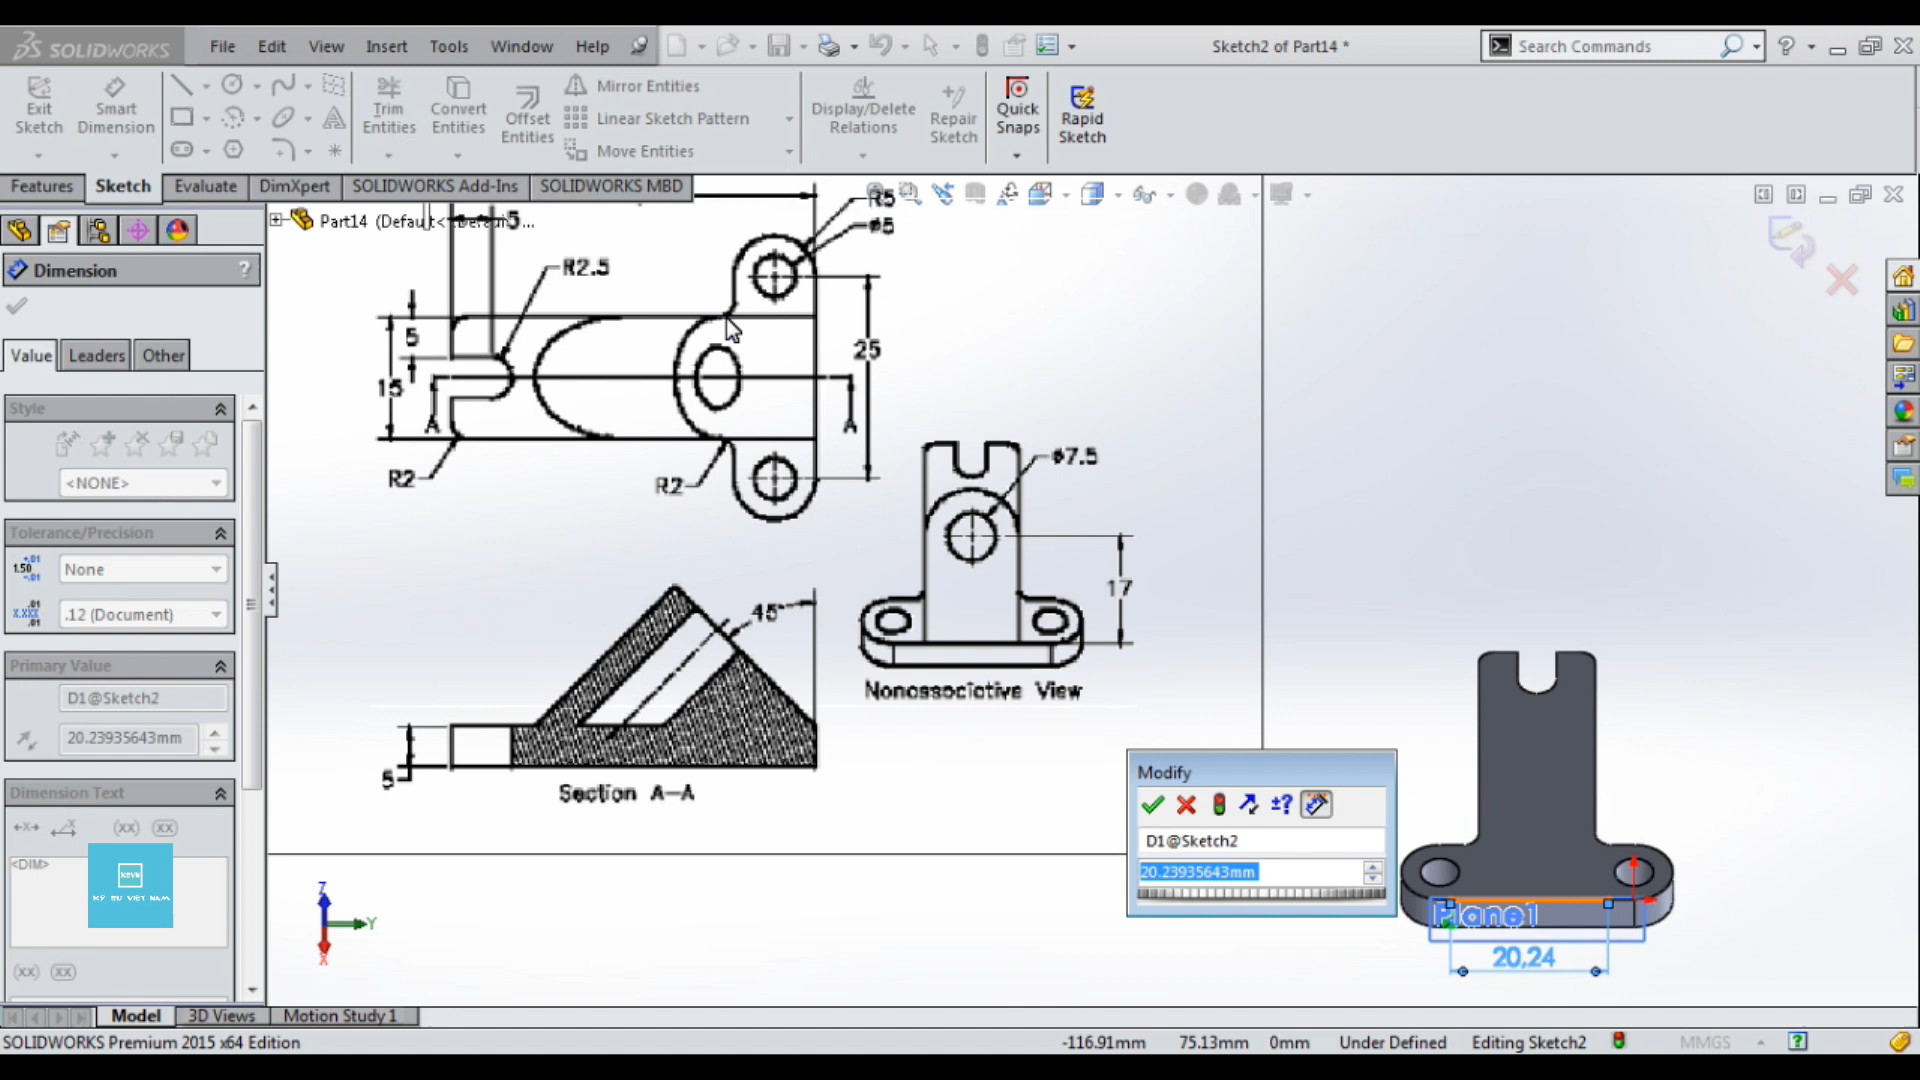 SOLIDWORKS File Edit View Insert Tools Window Help Sketch2 of Part14 * Search Commands
Exit Sketch
Smart Dimension
Trim Entities
Convert Entities
Offset Entities
Mirror Entities
Linear Sketch Pattern
Move Entities
Display/Delete Relations
Repair Sketch
Quick Snaps
Rapid Sketch
Features Sketch Evaluate DimXpert SOLIDWORKS Add-Ins SOLIDWORKS MBD
Part14 (Default<
Dimension ?
Value Leaders Other
Style
<NONE>
Tolerance/Precision
None
.12 (Document)
Primary Value
D1@Sketch2
20.23935643mm
Dimension Text
<DIM>
KSVN
KỸ SƯ VIỆT NAM
5
R5
ø5
R2.5
5
15
25
A
A
R2
R2
ø7.5
17
Nonassociative View
45°
5
Section A-A
Z
Y
X
Modify
D1@Sketch2
20.23935643mm
Plane1
20,24
Model 3D Views Motion Study 1
SOLIDWORKS Premium 2015 x64 Edition -116.91mm 75.13mm 0mm Under Defined Editing Sketch2 MMGS